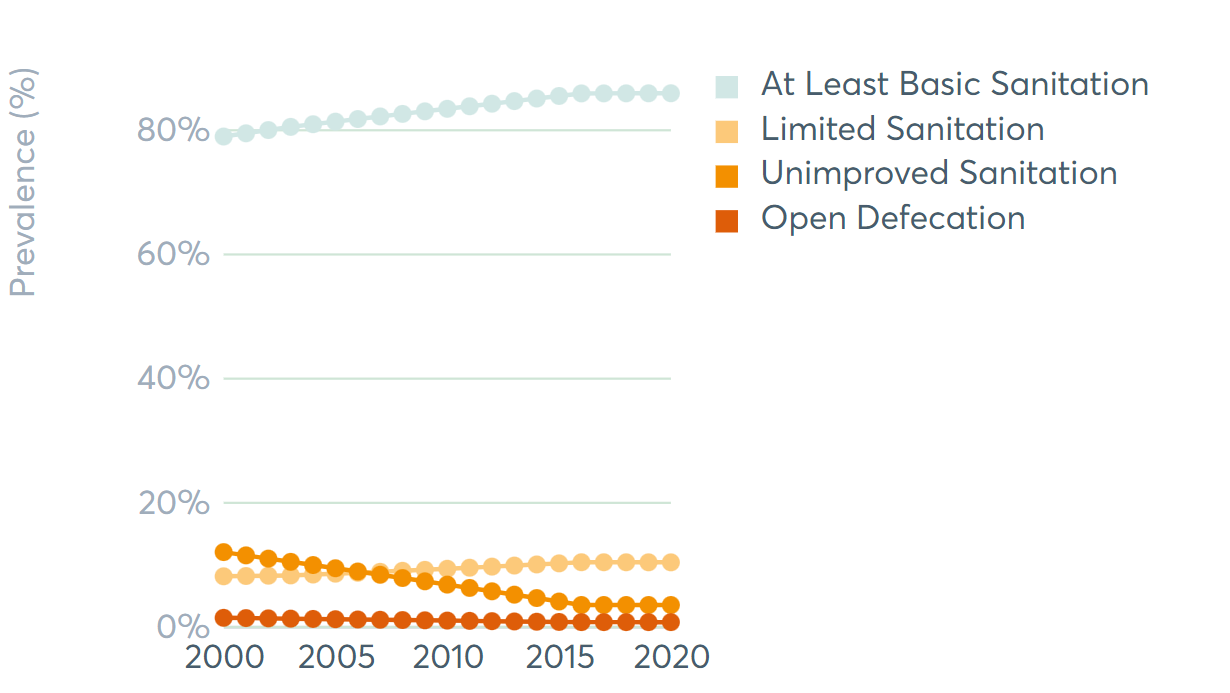 Prevalence (%)
80%
60%
40%
20%
0%
2000 2005 2010 2015 2020
At Least Basic Sanitation
Limited Sanitation
Unimproved Sanitation
Open Defecation